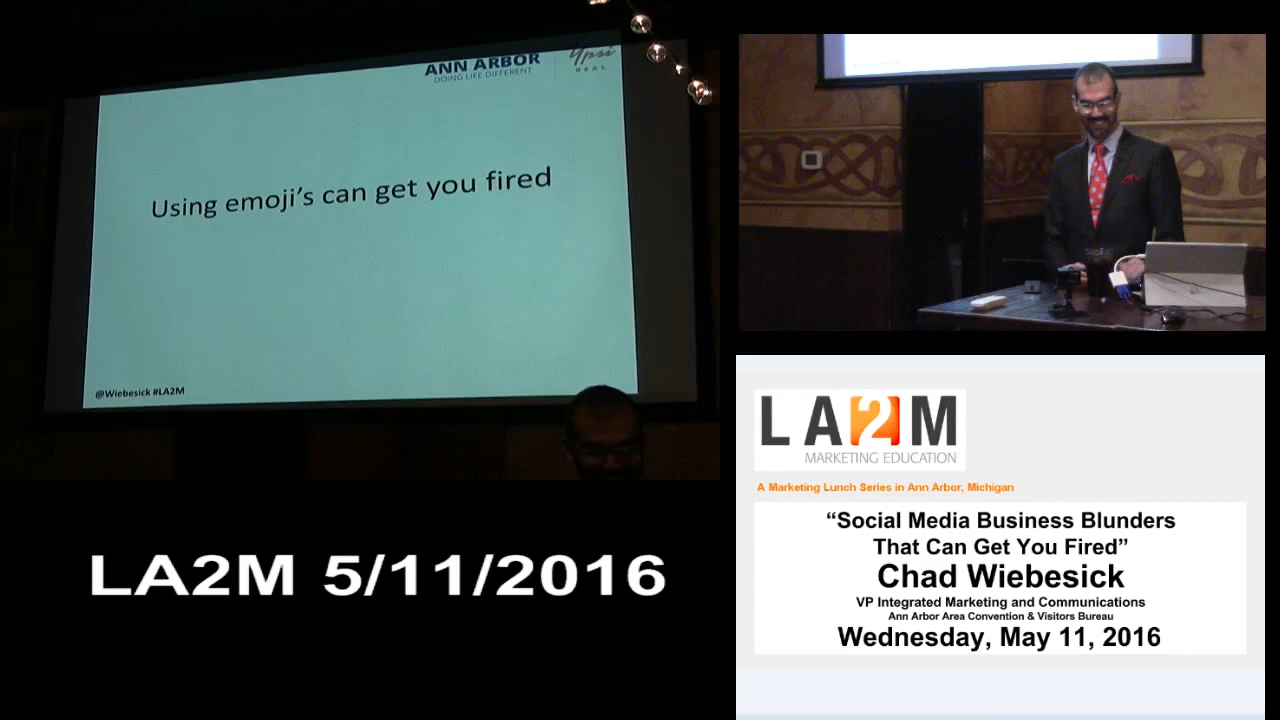 ANN ARBOR
DOING LIFE DIFFERENT
Ypsi
REAL
Using emoji's can get you fired
@Wiebesick #LA2M
LA2M 5/11/2016
LA2M
MARKETING EDUCATION
A Marketing Lunch Series in Ann Arbor, Michigan
“Social Media Business Blunders
That Can Get You Fired”
Chad Wiebesick
VP Integrated Marketing and Communications
Ann Arbor Area Convention & Visitors Bureau
Wednesday, May 11, 2016